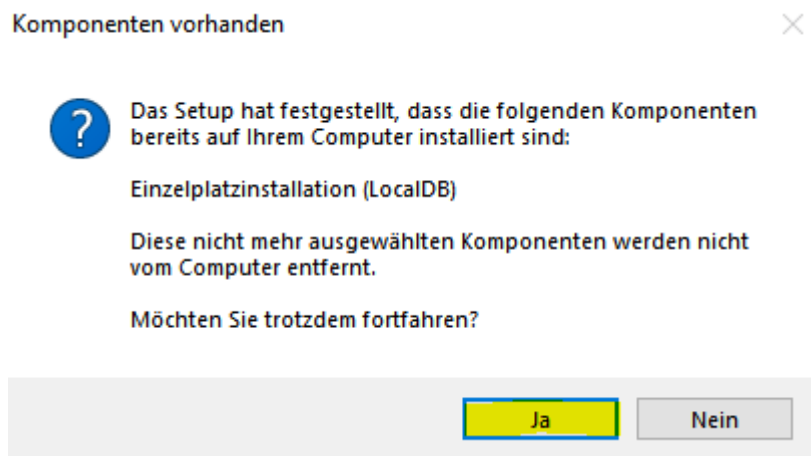 Komponenten vorhanden
Das Setup hat festgestellt, dass die folgenden Komponenten
bereits auf Ihrem Computer installiert sind:
Einzelplatzinstallation (LocalDB)
Diese nicht mehr ausgewählten Komponenten werden nicht
vom Computer entfernt.
Möchten Sie trotzdem fortfahren?
Ja
Nein